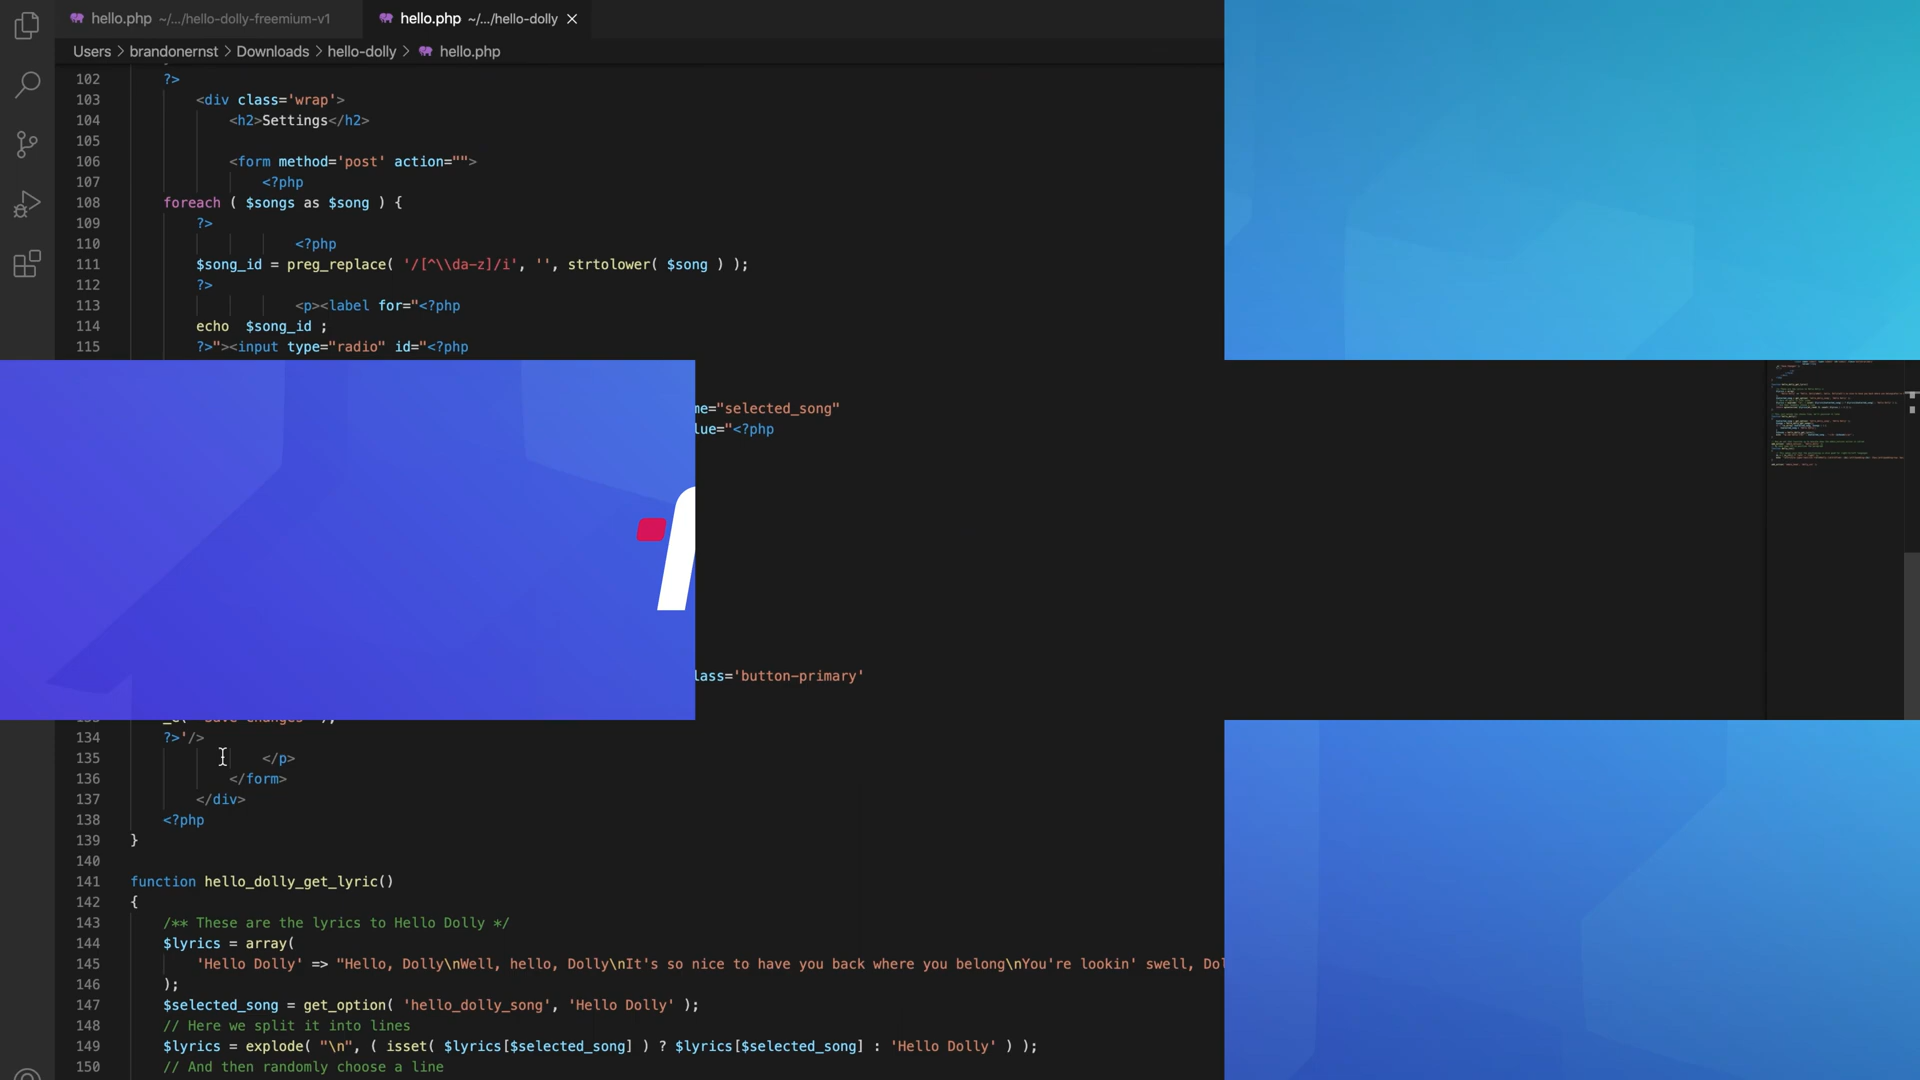 hello.php ~/.../hello-dolly-freemium-v1
hello.php ~/.../hello-dolly
Users > brandonernst > Downloads > hello-dolly > hello.php
102 ?>
103 <div class='wrap'>
104 <h2>Settings</h2>
105
106 <form method='post' action="">
107 <?php
108 foreach ( $songs as $song ) {
109 ?>
110 <?php
111 $song_id = preg_replace( '/[^\\da-z]/i', '', strtolower( $song ) );
112 ?>
113 <p><label for="<?php
114 echo  $song_id ;
115 ?>"><input type="radio" id="<?php
me="selected_song"
lue="<?php
lass='button-primary'
134 ?>'/>
135 </p>
136 </form>
137 </div>
138 <?php
139 }
140
141 function hello_dolly_get_lyric()
142 {
143 /** These are the lyrics to Hello Dolly */
144 $lyrics = array(
145 'Hello Dolly' => "Hello, Dolly\nWell, hello, Dolly\nIt's so nice to have you back where you belong\nYou're lookin' swell, Dol
146 );
147 $selected_song = get_option( 'hello_dolly_song', 'Hello Dolly' );
148 // Here we split it into lines
149 $lyrics = explode( "\n", ( isset( $lyrics[$selected_song] ) ? $lyrics[$selected_song] : 'Hello Dolly' ) );
150 // And then randomly choose a line